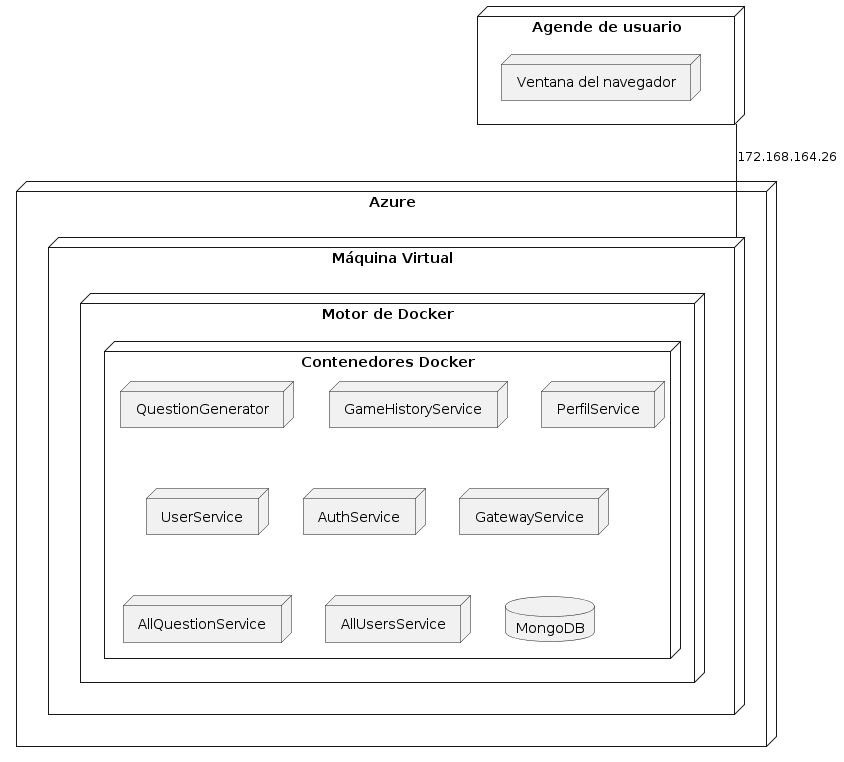 Agende de usuario
Ventana del navegador
172.168.164.26
Azure
Máquina Virtual
Motor de Docker
Contenedores Docker
QuestionGenerator
GameHistoryService
PerfilService
UserService
AuthService
GatewayService
AllQuestionService
AllUsersService
MongoDB